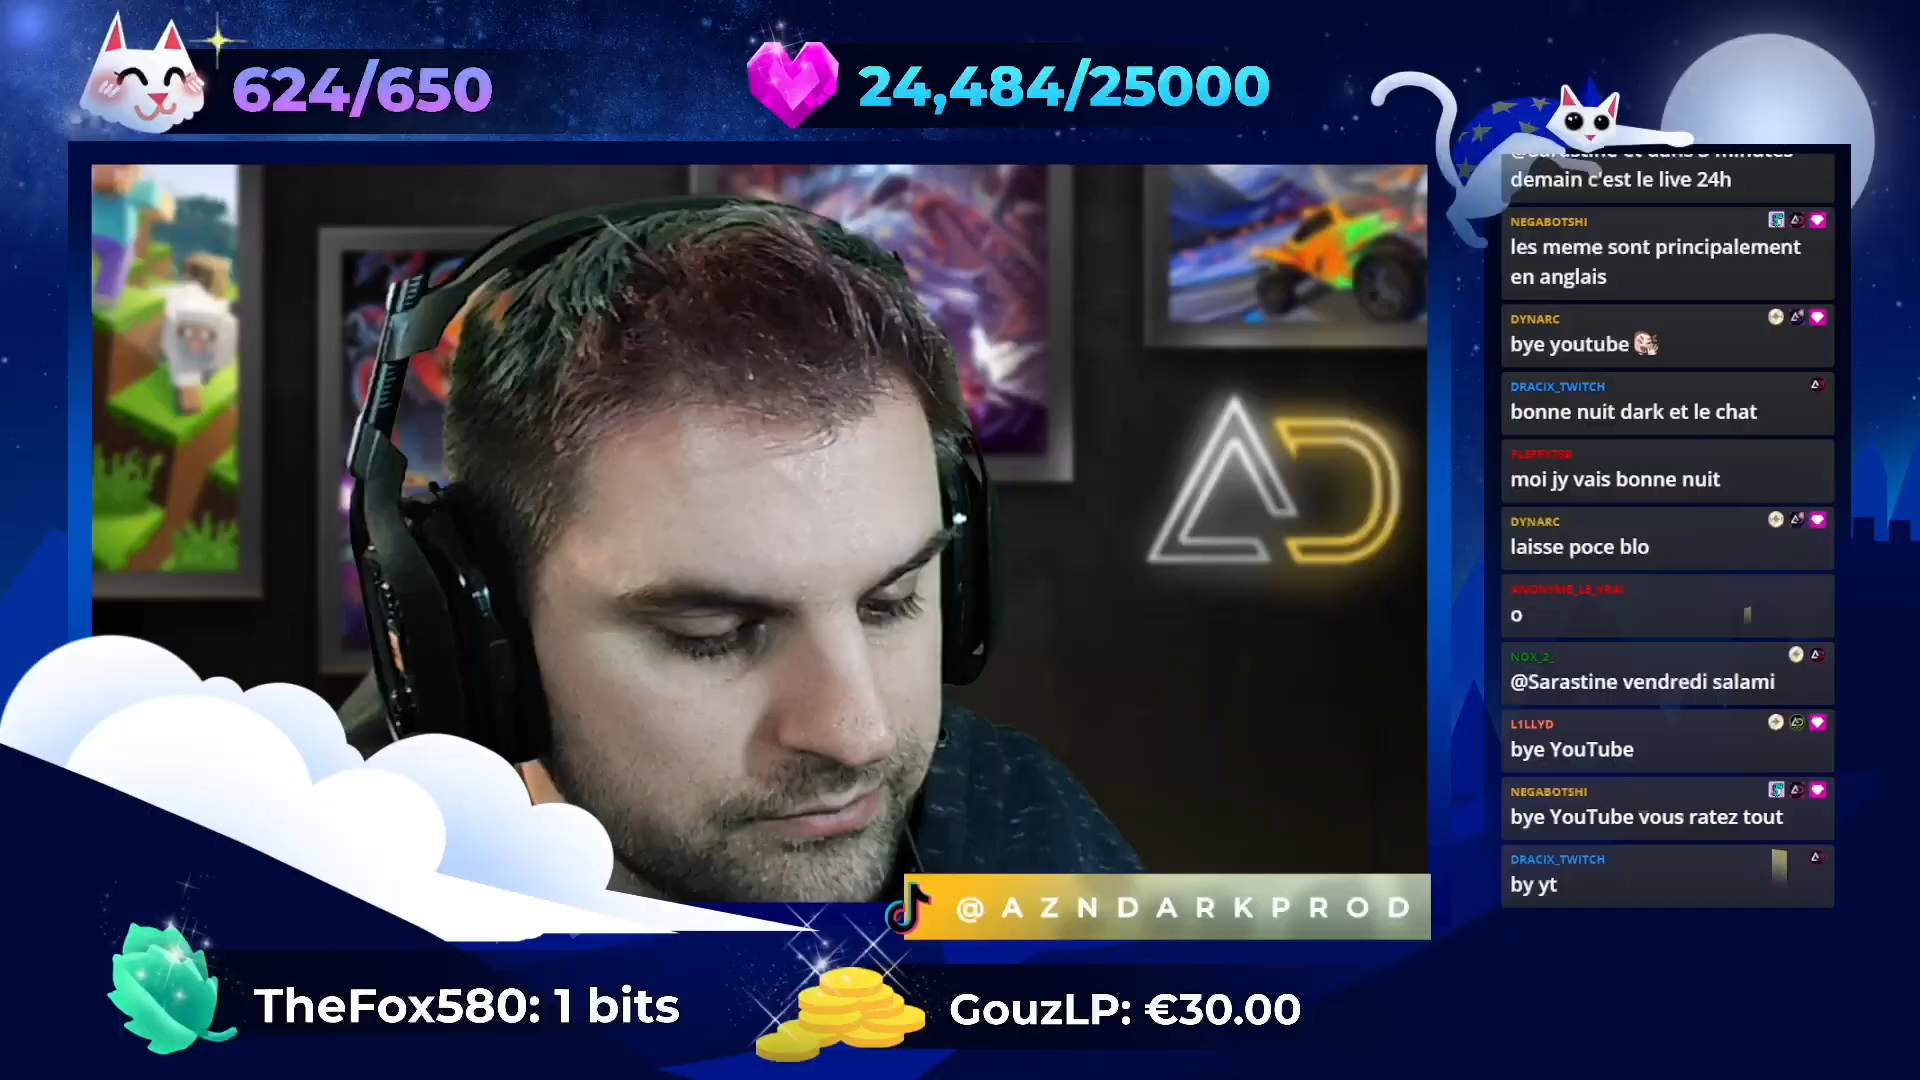 624/650
24,484/25000
demain c'est le live 24h
NEGABOTSHI
les meme sont principalement
en anglais
DYNARC
bye youtube
DRACIX_TWITCH
bonne nuit dark et le chat
moi jy vais bonne nuit
DYNARC
laisse poce blo
ANONYME_LE_VRAI
o
NOX_2_
@Sarastine vendredi salami
L1LLYD
bye YouTube
NEGABOTSHI
bye YouTube vous ratez tout
DRACIX_TWITCH
by yt
AD
@AZNDARKPROD
TheFox580: 1 bits
GouzLP: €30.00